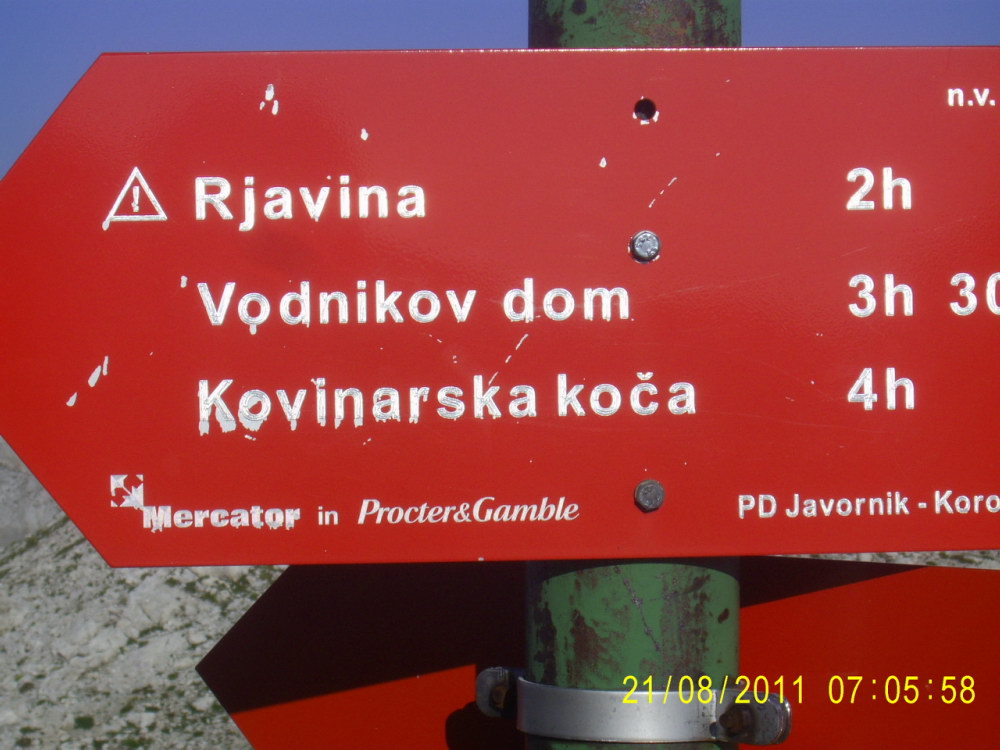 n.v.
Rjavina 2h
Vodnikov dom 3h 30
Kovinarska koča 4h
Mercator in Procter&Gamble PD Javornik - Koro
21/08/2011 07:05:58